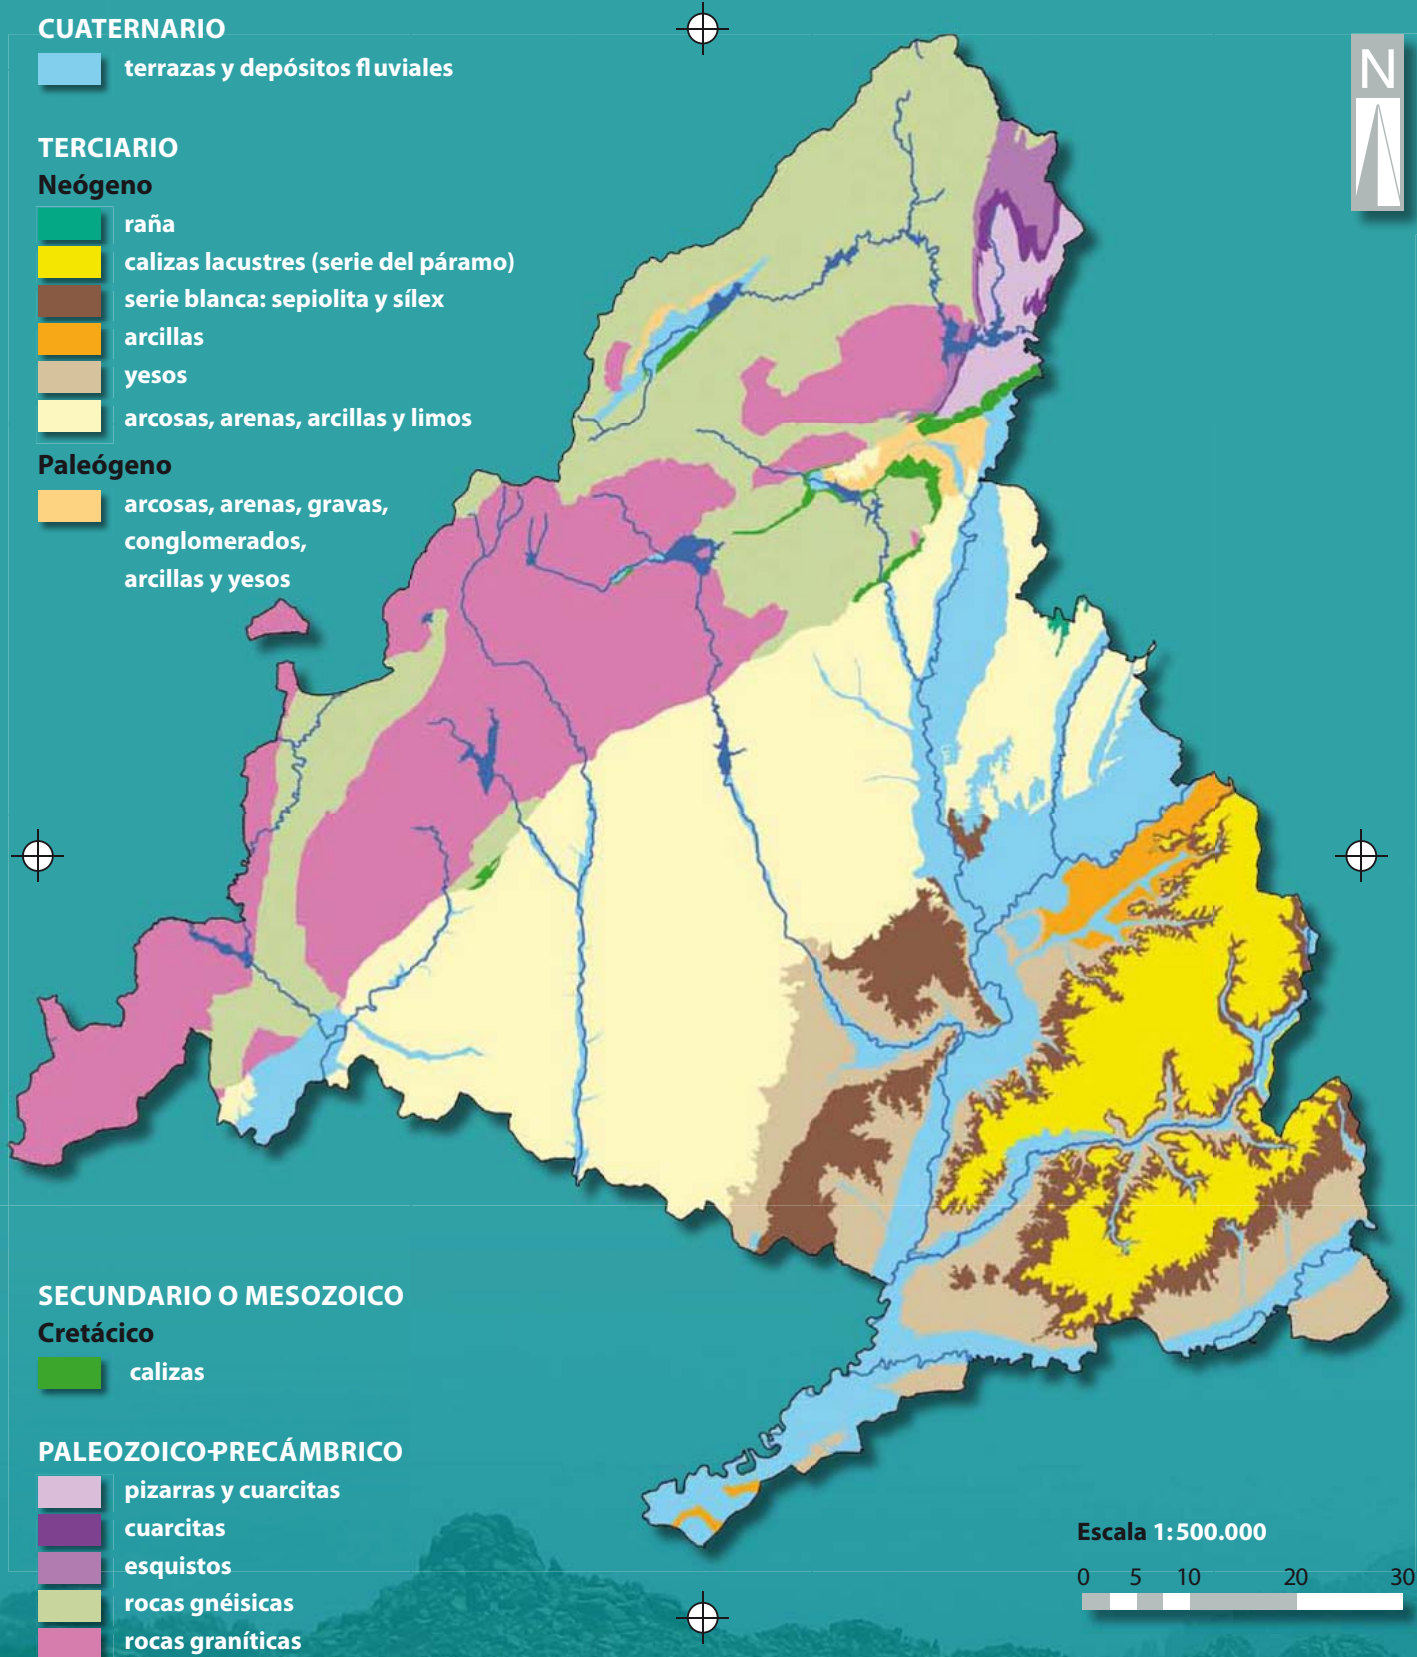 CUATERNARIO
terrazas y depósitos fluviales
N
TERCIARIO
Neógeno
raña
calizas lacustres (serie del páramo)
serie blanca: sepiolita y sílex
arcillas
yesos
arcosas, arenas, arcillas y limos
Paleógeno
arcosas, arenas, gravas,
conglomerados,
arcillas y yesos
SECUNDARIO O MESOZOICO
Cretácico
calizas
PALEOZOICO-PRECÁMBRICO
pizarras y cuarcitas
cuarcitas
esquistos
rocas gnéisicas
rocas graníticas
Escala 1:500.000
0 5 10 20 30